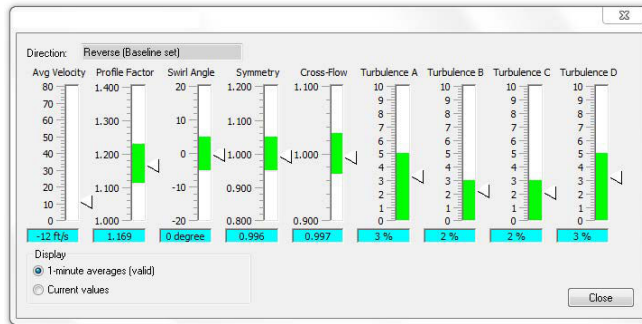 Direction: Reverse (Baseline set)
Avg Velocity Profile Factor Swirl Angle Symmetry Cross-Flow Turbulence A Turbulence B Turbulence C Turbulence D
80 1.400 20 1.200 1.100 10 10 10 10
70 9 9 9 9
60 1.300 10 1.100 8 8 8 8
50 7 7 7 7
40 1.200 0 1.000 1.000 6 6 6 6
5 5 5 5
30 4 4 4 4
20 1.100 -10 0.900 3 3 3 3
10 2 2 2 2
1 1 1 1
0 1.000 -20 0.800 0.900 0 0 0 0
-12 ft/s 1.169 0 degree 0.996 0.997 3 % 2 % 2 % 3 %
Display
1-minute averages (valid)
Current values
Close